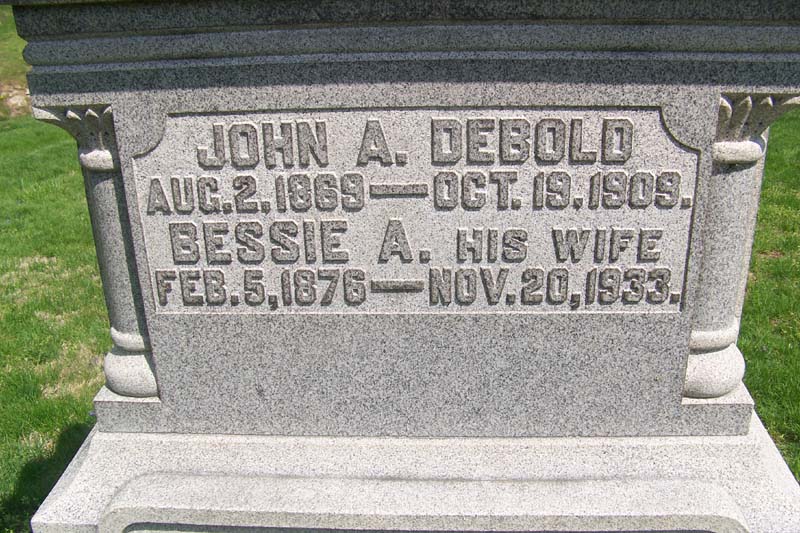 JOHN A. DEBOLD
AUG. 2, 1869 — OCT. 19, 1909.
BESSIE A. HIS WIFE
FEB. 5, 1876 — NOV. 20, 1933.